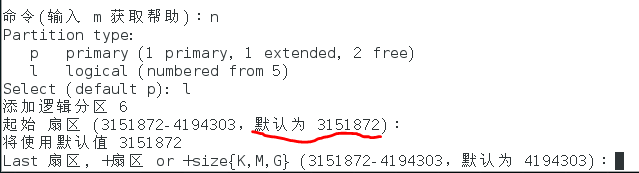 命令(输入 m 获取帮助)：n
Partition type:
   p   primary (1 primary, 1 extended, 2 free)
   l   logical (numbered from 5)
Select (default p): l
添加逻辑分区 6
起始 扇区 (3151872-4194303，默认为 3151872)：
将使用默认值 3151872
Last 扇区, +扇区 or +size{K,M,G} (3151872-4194303，默认为 4194303)：